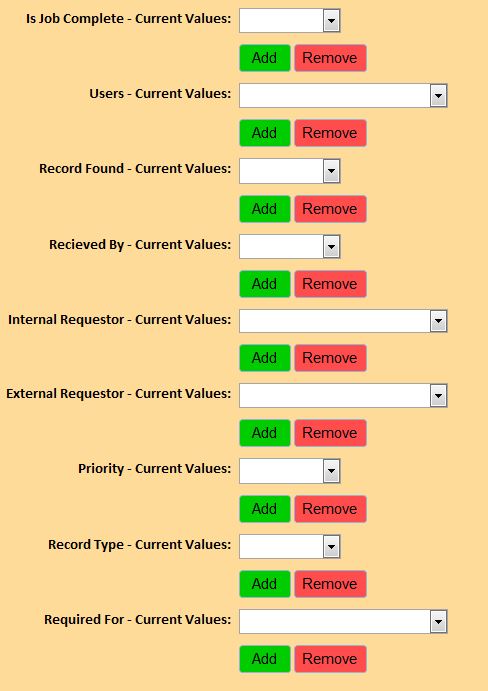 Is Job Complete - Current Values:
Add Remove
Users - Current Values:
Add Remove
Record Found - Current Values:
Add Remove
Recieved By - Current Values:
Add Remove
Internal Requestor - Current Values:
Add Remove
External Requestor - Current Values:
Add Remove
Priority - Current Values:
Add Remove
Record Type - Current Values:
Add Remove
Required For - Current Values:
Add Remove